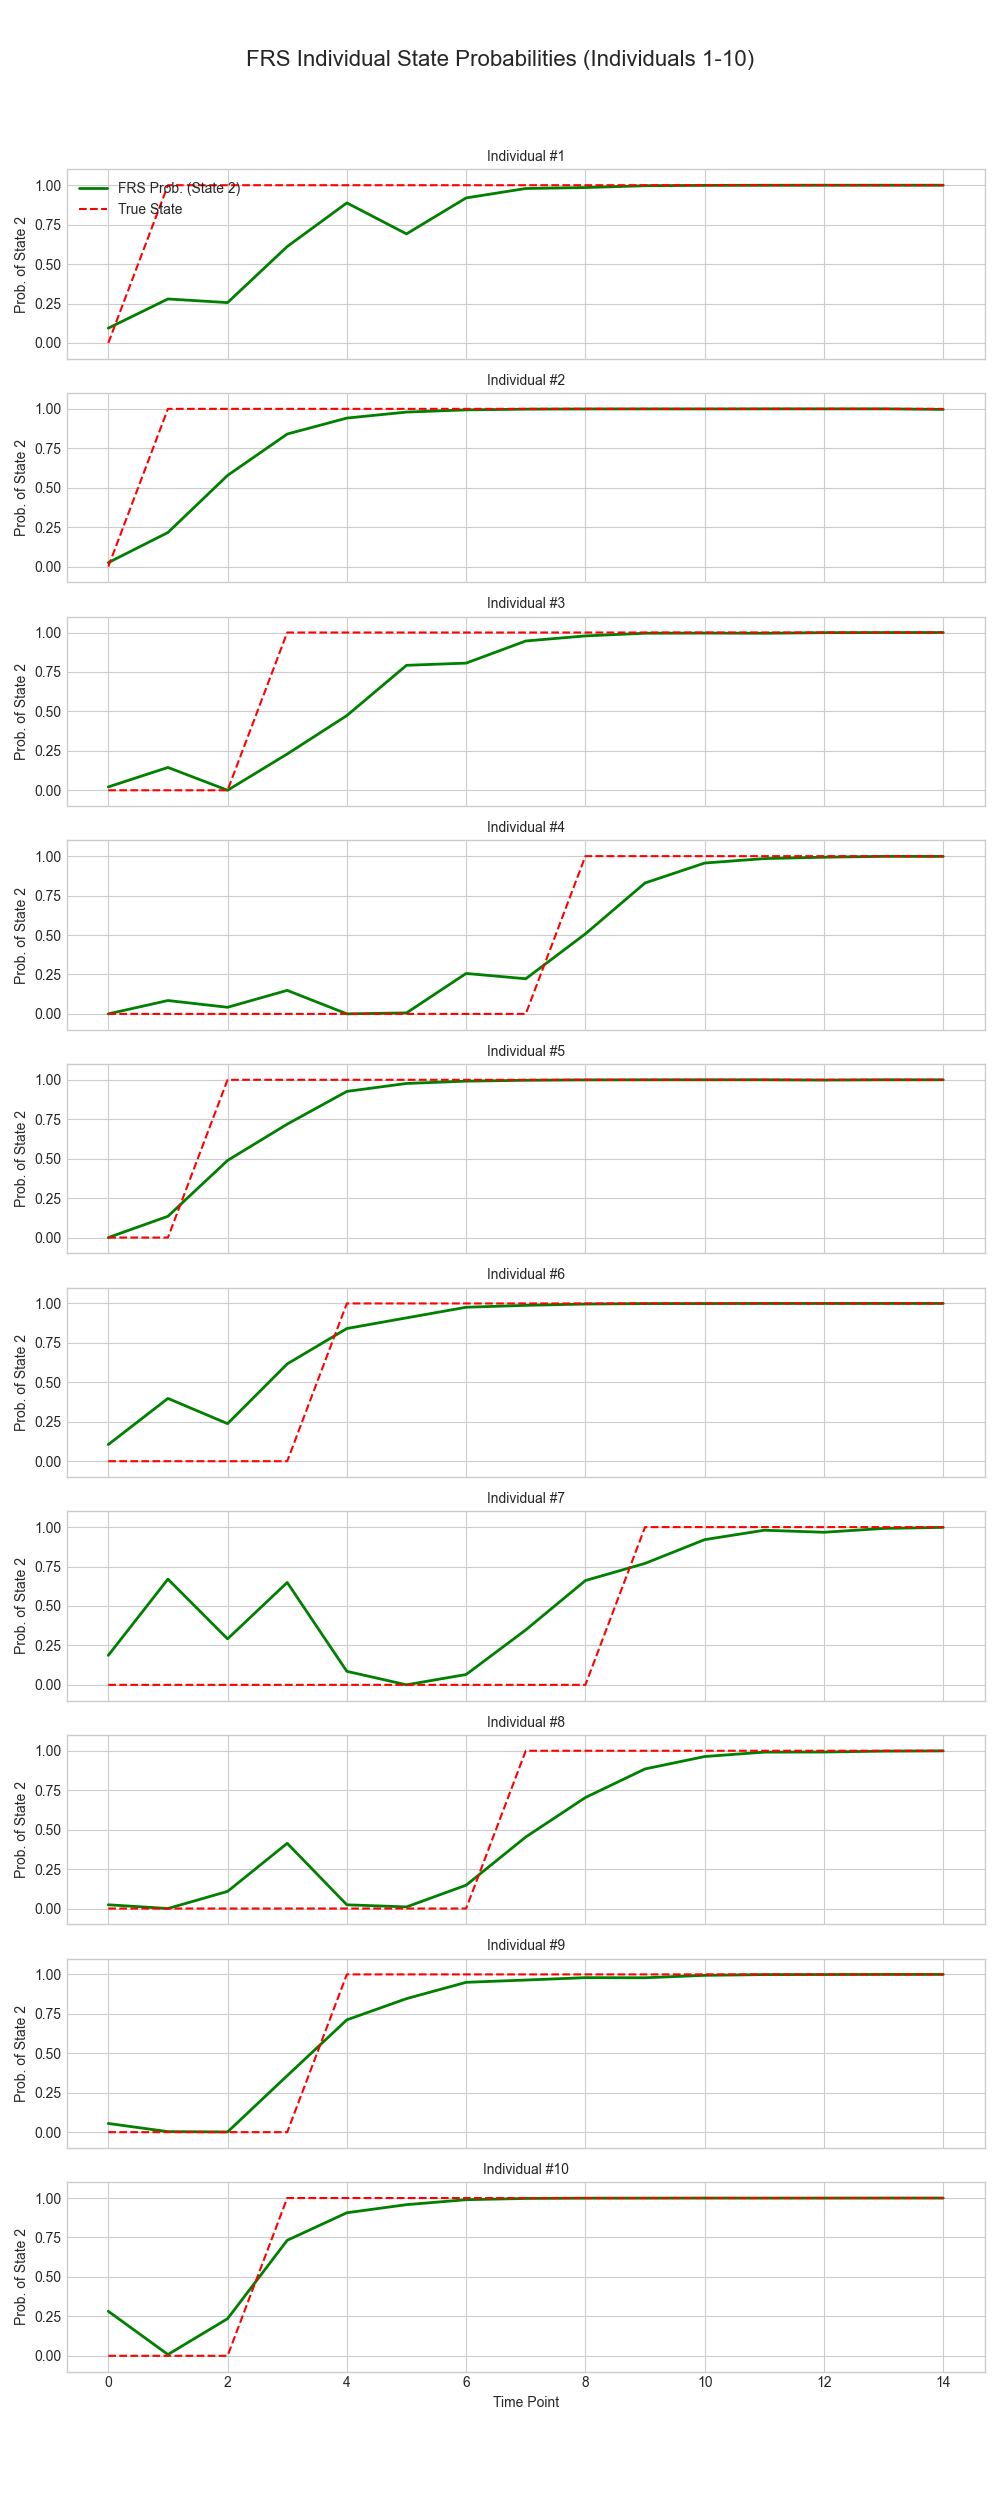 FRS Individual State Probabilities (Individuals 1-10)
Individual #1
FRS Prob. (State 2)
True State
Prob. of State 2
1.00
0.75
0.50
0.25
0.00
Individual #2
Prob. of State 2
1.00
0.75
0.50
0.25
0.00
Individual #3
Prob. of State 2
1.00
0.75
0.50
0.25
0.00
Individual #4
Prob. of State 2
1.00
0.75
0.50
0.25
0.00
Individual #5
Prob. of State 2
1.00
0.75
0.50
0.25
0.00
Individual #6
Prob. of State 2
1.00
0.75
0.50
0.25
0.00
Individual #7
Prob. of State 2
1.00
0.75
0.50
0.25
0.00
Individual #8
Prob. of State 2
1.00
0.75
0.50
0.25
0.00
Individual #9
Prob. of State 2
1.00
0.75
0.50
0.25
0.00
Individual #10
Prob. of State 2
1.00
0.75
0.50
0.25
0.00
0 2 4 6 8 10 12 14
Time Point